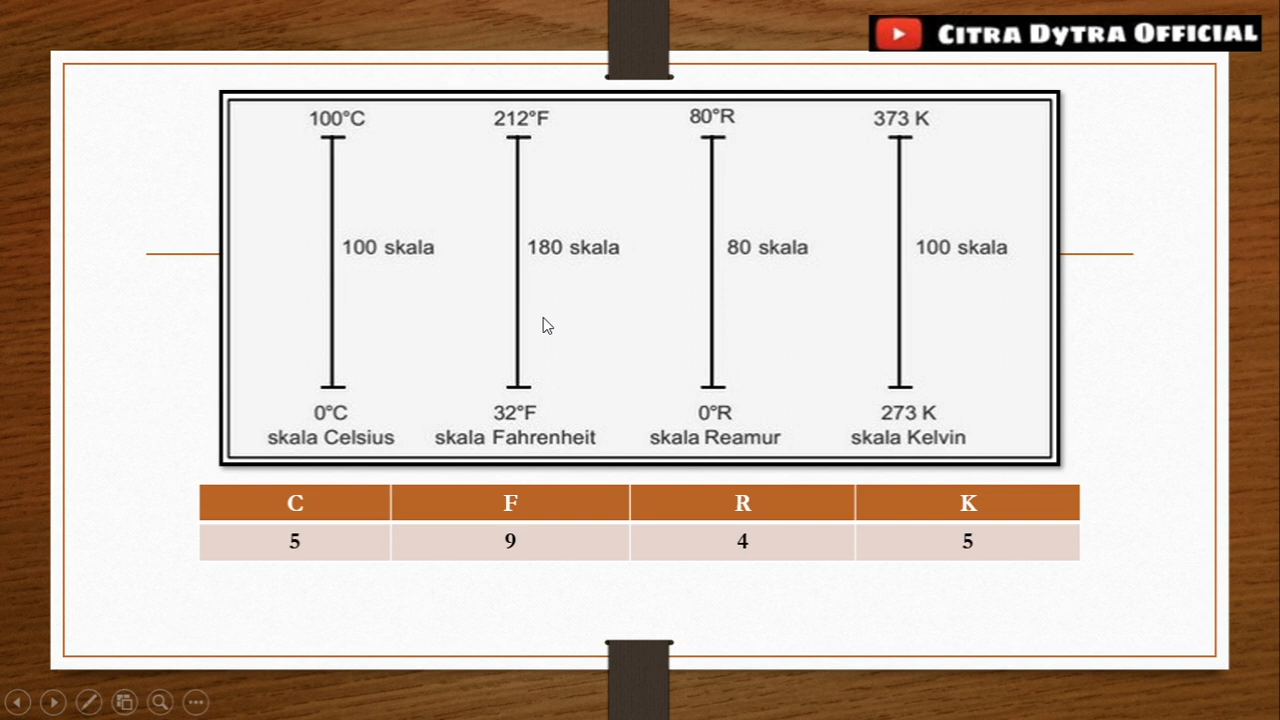 CITRA DYTRA OFFICIAL
100°C 212°F 80°R 373 K
100 skala 180 skala 80 skala 100 skala
0°C 32°F 0°R 273 K
skala Celsius skala Fahrenheit skala Reamur skala Kelvin
C F R K
5 9 4 5